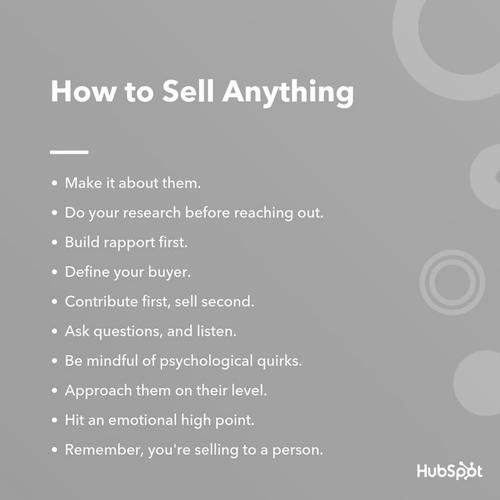 How to Sell Anything
• Make it about them.
• Do your research before reaching out.
• Build rapport first.
• Define your buyer.
• Contribute first, sell second.
• Ask questions, and listen.
• Be mindful of psychological quirks.
• Approach them on their level.
• Hit an emotional high point.
• Remember, you're selling to a person.
HubSpot